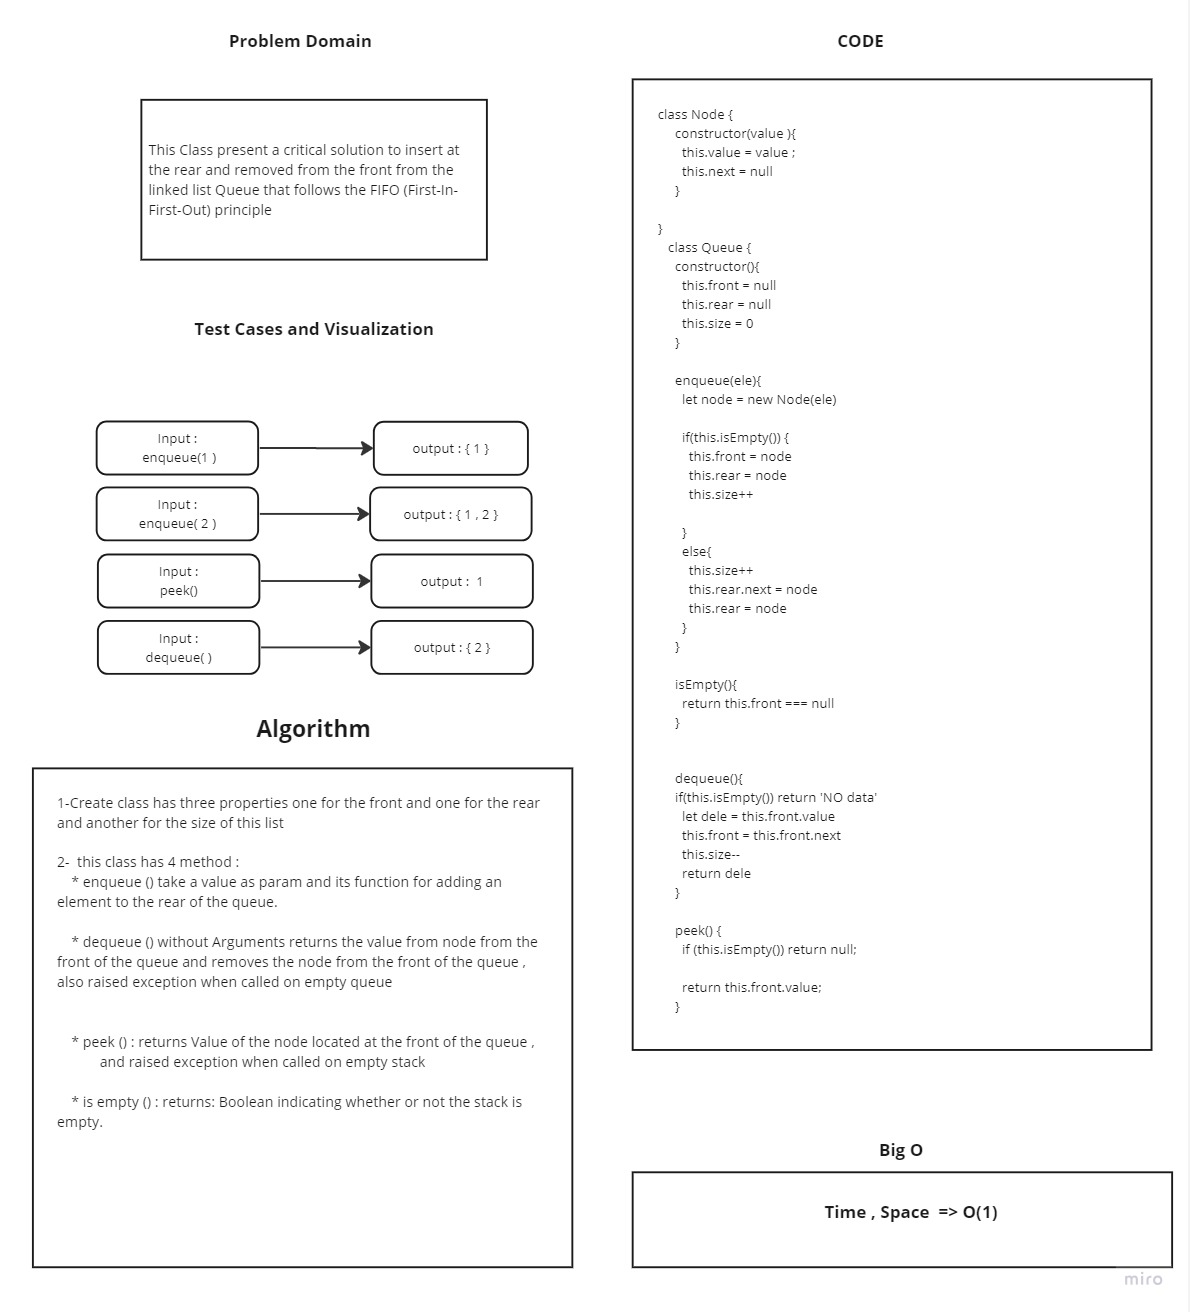 Problem Domain
This Class present a critical solution to insert at
the rear and removed from the front from the
linked list Queue that follows the FIFO (First-In-
First-Out) principle
Test Cases and Visualization
Input :
enqueue(1 )
output : { 1 }
Input :
enqueue( 2 )
output : { 1 , 2 }
Input :
peek()
output :  1
Input :
dequeue( )
output : { 2 }
Algorithm
1-Create class has three properties one for the front and one for the rear
and another for the size of this list
2-  this class has 4 method :
* enqueue () take a value as param and its function for adding an
element to the rear of the queue.
* dequeue () without Arguments returns the value from node from the
front of the queue and removes the node from the front of the queue ,
also raised exception when called on empty queue
* peek () : returns Value of the node located at the front of the queue ,
and raised exception when called on empty stack
* is empty () : returns: Boolean indicating whether or not the stack is
empty.
CODE
class Node {
constructor(value ){
this.value = value ;
this.next = null
}
}
class Queue {
constructor(){
this.front = null
this.rear = null
this.size = 0
}
enqueue(ele){
let node = new Node(ele)
if(this.isEmpty()) {
this.front = node
this.rear = node
this.size++
}
else{
this.size++
this.rear.next = node
this.rear = node
}
}
isEmpty(){
return this.front === null
}
dequeue(){
if(this.isEmpty()) return 'NO data'
let dele = this.front.value
this.front = this.front.next
this.size--
return dele
}
peek() {
if (this.isEmpty()) return null;
return this.front.value;
}
Big O
Time , Space  => O(1)
miro